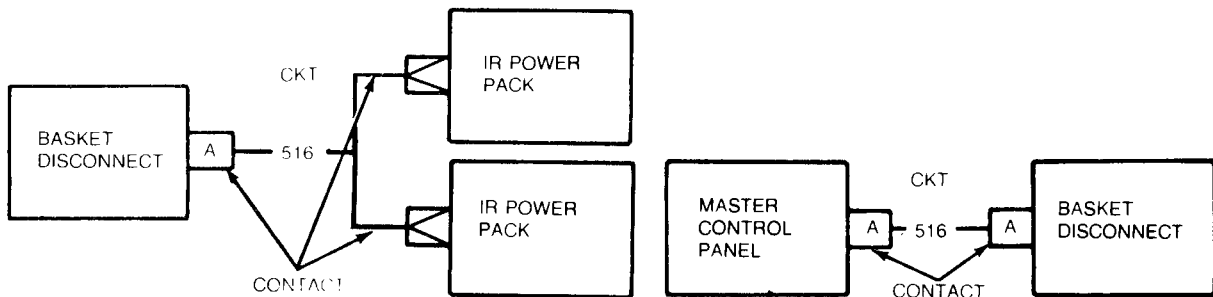 CKT
IR POWER
PACK
BASKET
DISCONNECT
A
516
IR POWER
PACK
CONTACT
CKT
MASTER
CONTROL
PANEL
A
516
A
BASKET
DISCONNECT
CONTACT